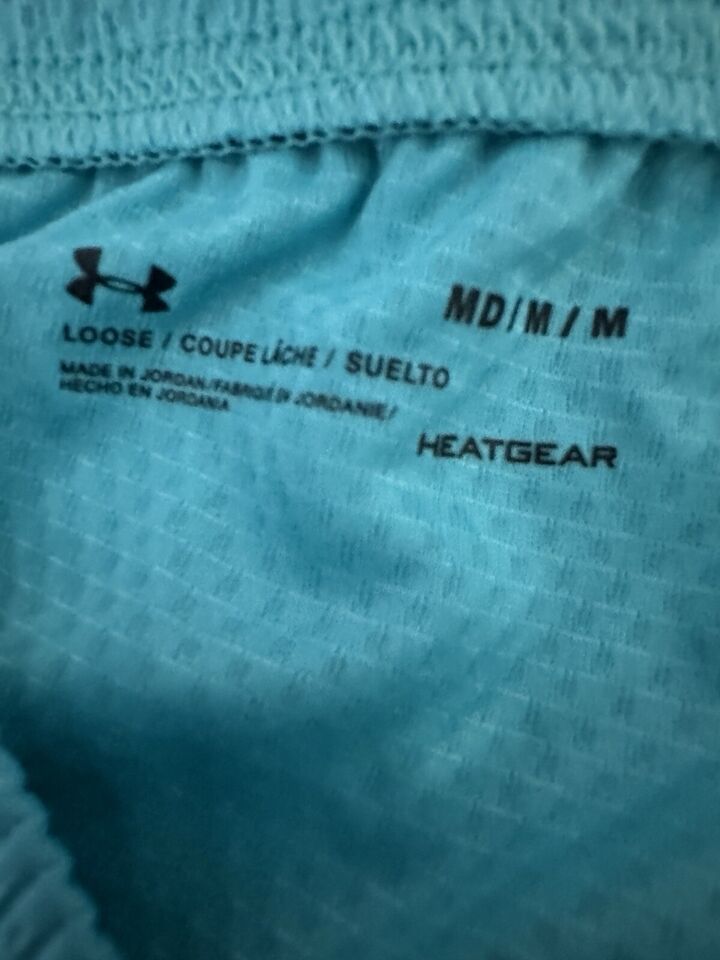 MD/M/M
LOOSE / COUPE LÂCHE / SUELTO
MADE IN JORDAN/FABRIQUÉ EN JORDANIE/
HECHO EN JORDANIA
HEATGEAR